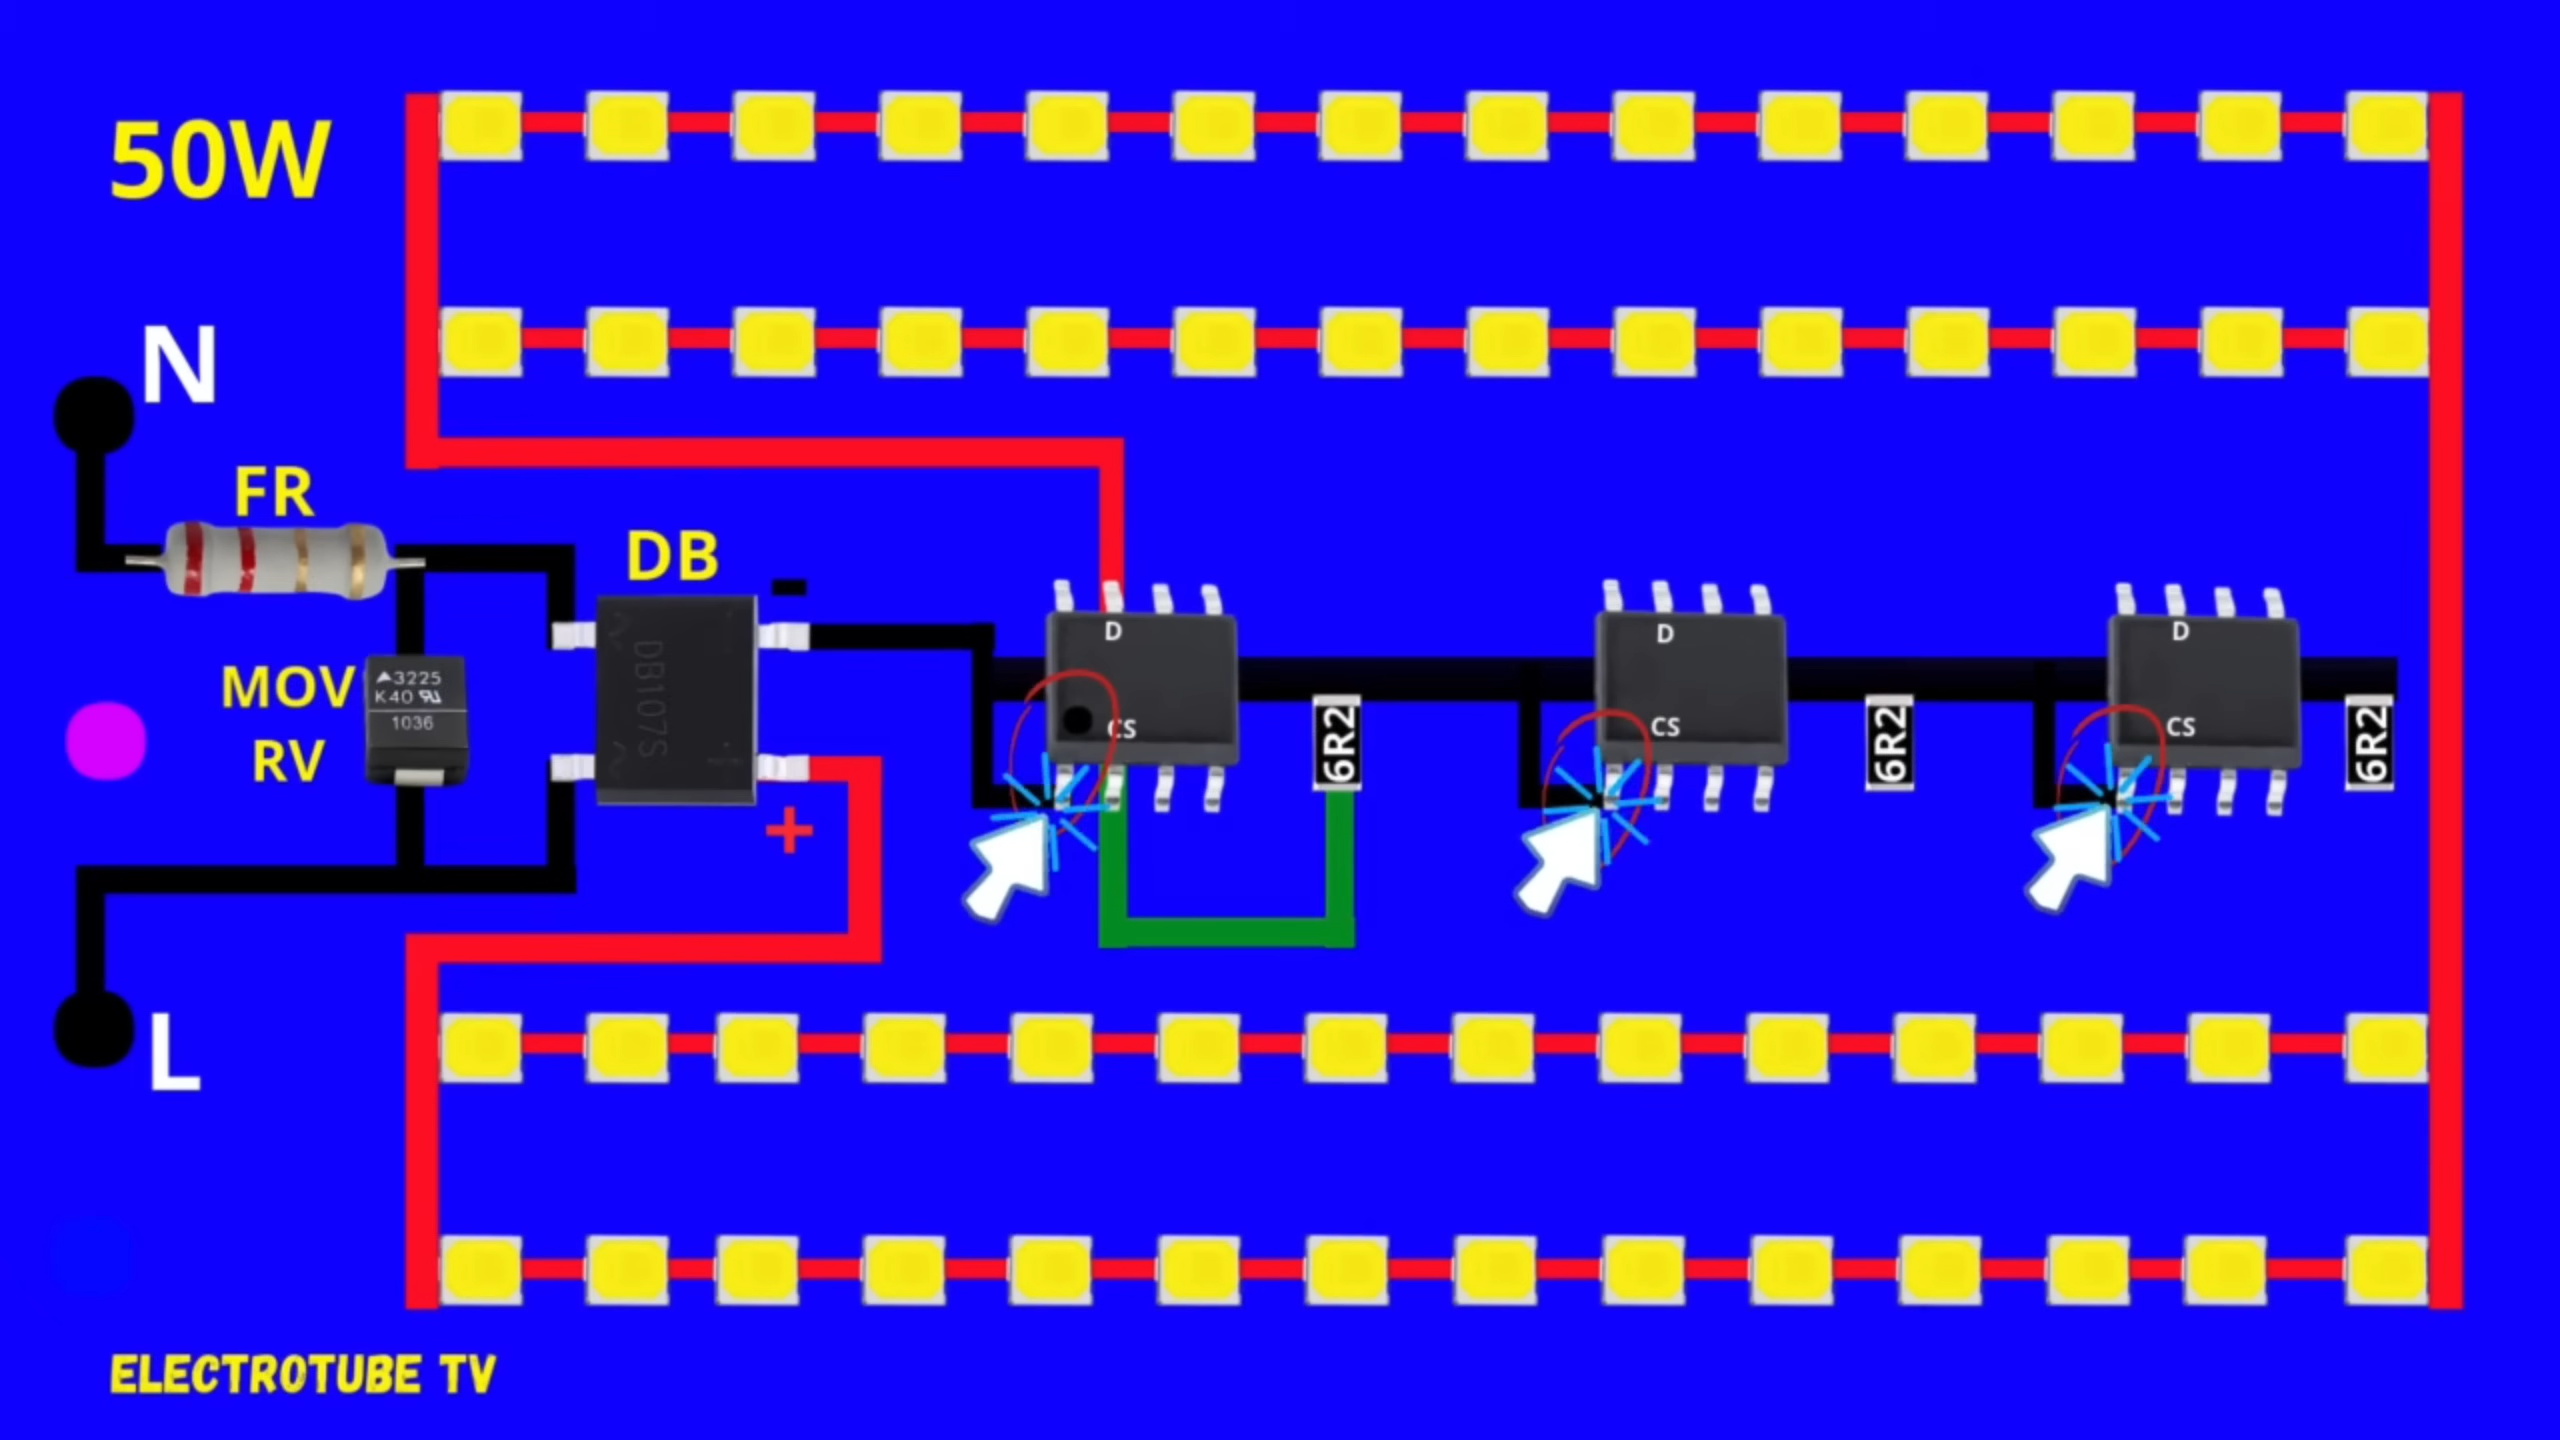 50W
N
FR
DB
-
MOV
RV
3225
K40
1036
DB107S
+
L
D
CS
6R2
D
CS
6R2
D
CS
6R2
ELECTROTUBE TV